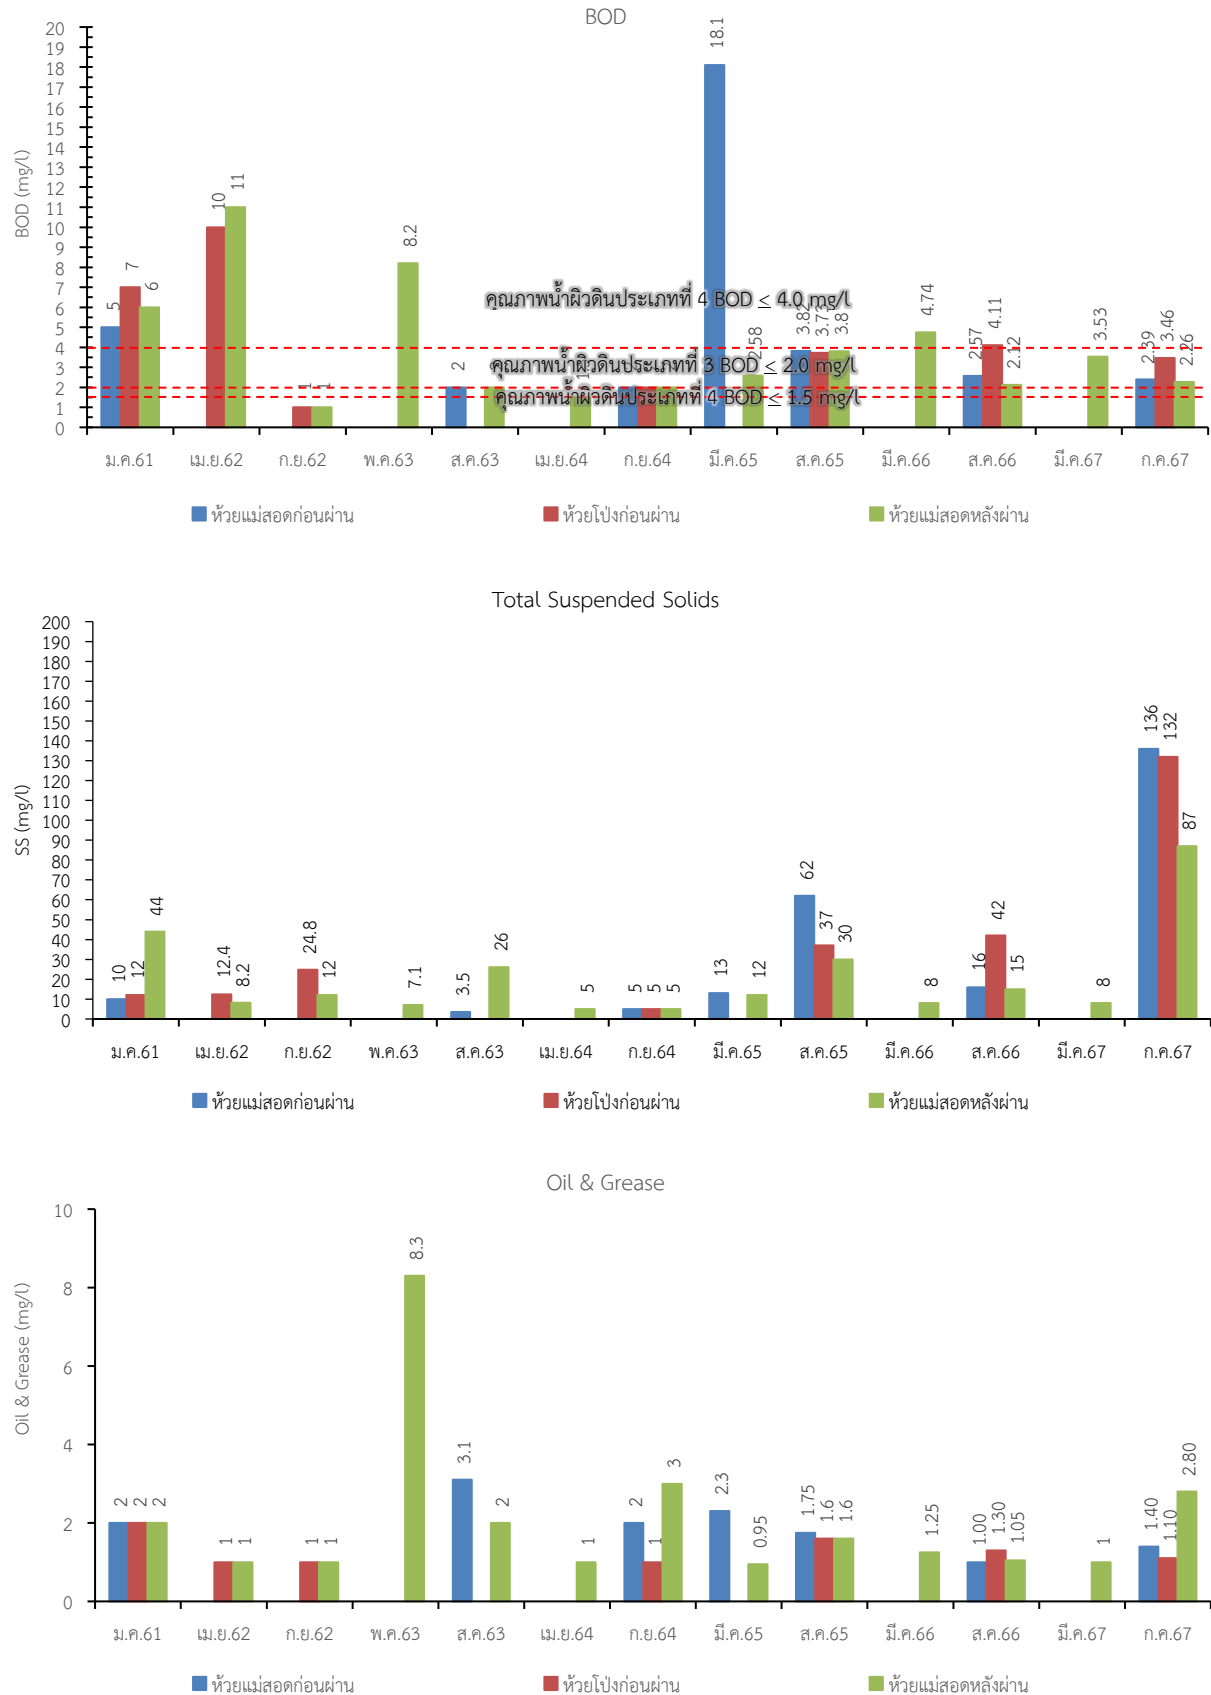 BOD
20
19
18
17
16
15
14
13
12
11
10
9
8
7
6
5
4
3
2
1
0
BOD (mg/l)
5 7 6 10 11 1 1 8.2 2 1 18.1 2.58 3.82 3.73 3.8 4.74 2.57 4.11 2.12 3.53 2.39 3.46 2.26
คุณภาพน้ำผิวดินประเภทที่ 4 BOD ≤ 4.0 mg/l
คุณภาพน้ำผิวดินประเภทที่ 3 BOD ≤ 2.0 mg/l
คุณภาพน้ำผิวดินประเภทที่ 4 BOD ≤ 1.5 mg/l
ม.ค.61 เม.ย.62 ก.ย.62 พ.ค.63 ส.ค.63 เม.ย.64 ก.ย.64 มี.ค.65 ส.ค.65 มี.ค.66 ส.ค.66 มี.ค.67 ก.ค.67
ห้วยแม่สอดก่อนผ่าน ห้วยโป่งก่อนผ่าน ห้วยแม่สอดหลังผ่าน
Total Suspended Solids
200
190
180
170
160
150
140
130
120
110
100
90
80
70
60
50
40
30
20
10
0
SS (mg/l)
10 12 44 12.4 8.2 24.8 12 7.1 3.5 26 5 5 5 5 13 12 62 37 30 8 16 42 15 8 136 132 87
ม.ค.61 เม.ย.62 ก.ย.62 พ.ค.63 ส.ค.63 เม.ย.64 ก.ย.64 มี.ค.65 ส.ค.65 มี.ค.66 ส.ค.66 มี.ค.67 ก.ค.67
ห้วยแม่สอดก่อนผ่าน ห้วยโป่งก่อนผ่าน ห้วยแม่สอดหลังผ่าน
Oil & Grease
10
8
6
4
2
0
Oil & Grease (mg/l)
2 2 2 1 1 1 1 8.3 3.1 2 1 2 1 3 2.3 0.95 1.75 1.6 1.6 1.25 1.00 1.30 1.05 1 1.40 1.10 2.80
ม.ค.61 เม.ย.62 ก.ย.62 พ.ค.63 ส.ค.63 เม.ย.64 ก.ย.64 มี.ค.65 ส.ค.65 มี.ค.66 ส.ค.66 มี.ค.67 ก.ค.67
ห้วยแม่สอดก่อนผ่าน ห้วยโป่งก่อนผ่าน ห้วยแม่สอดหลังผ่าน